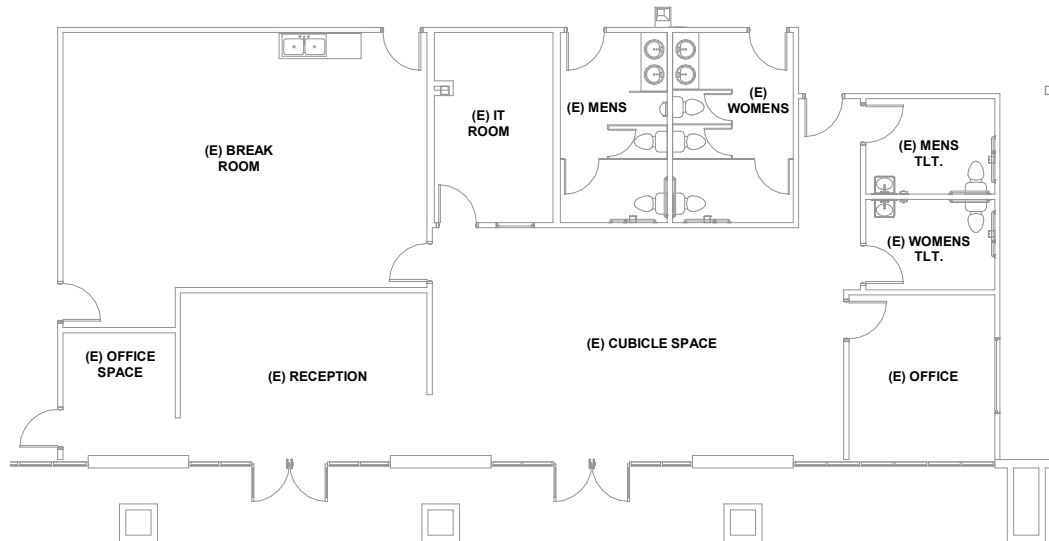 (E) BREAK
ROOM
(E) IT
ROOM
(E) MENS
(E)
WOMENS
(E) MENS
TLT.
(E) WOMENS
TLT.
(E) OFFICE
SPACE
(E) RECEPTION
(E) CUBICLE SPACE
(E) OFFICE